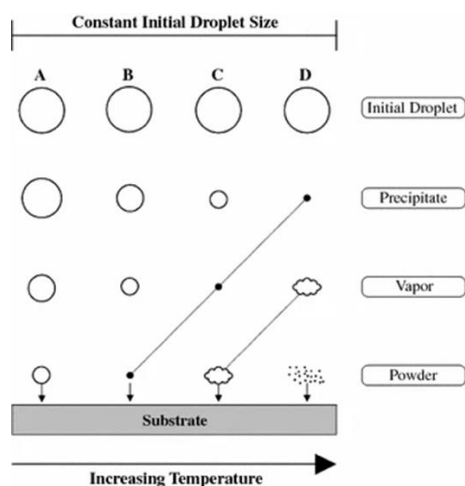 Constant Initial Droplet Size
A B C D
Initial Droplet
Precipitate
Vapor
Powder
Substrate
Increasing Temperature